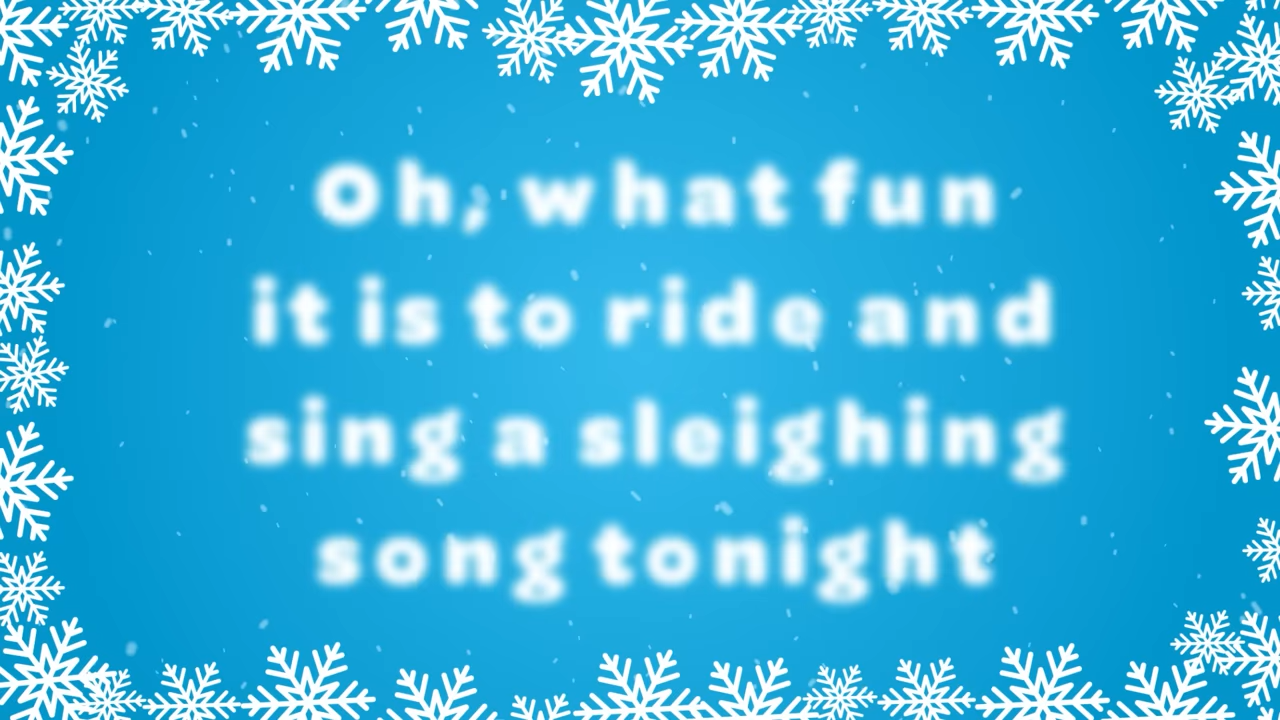 Oh, what fun
it is to ride and
sing a sleighing
song tonight